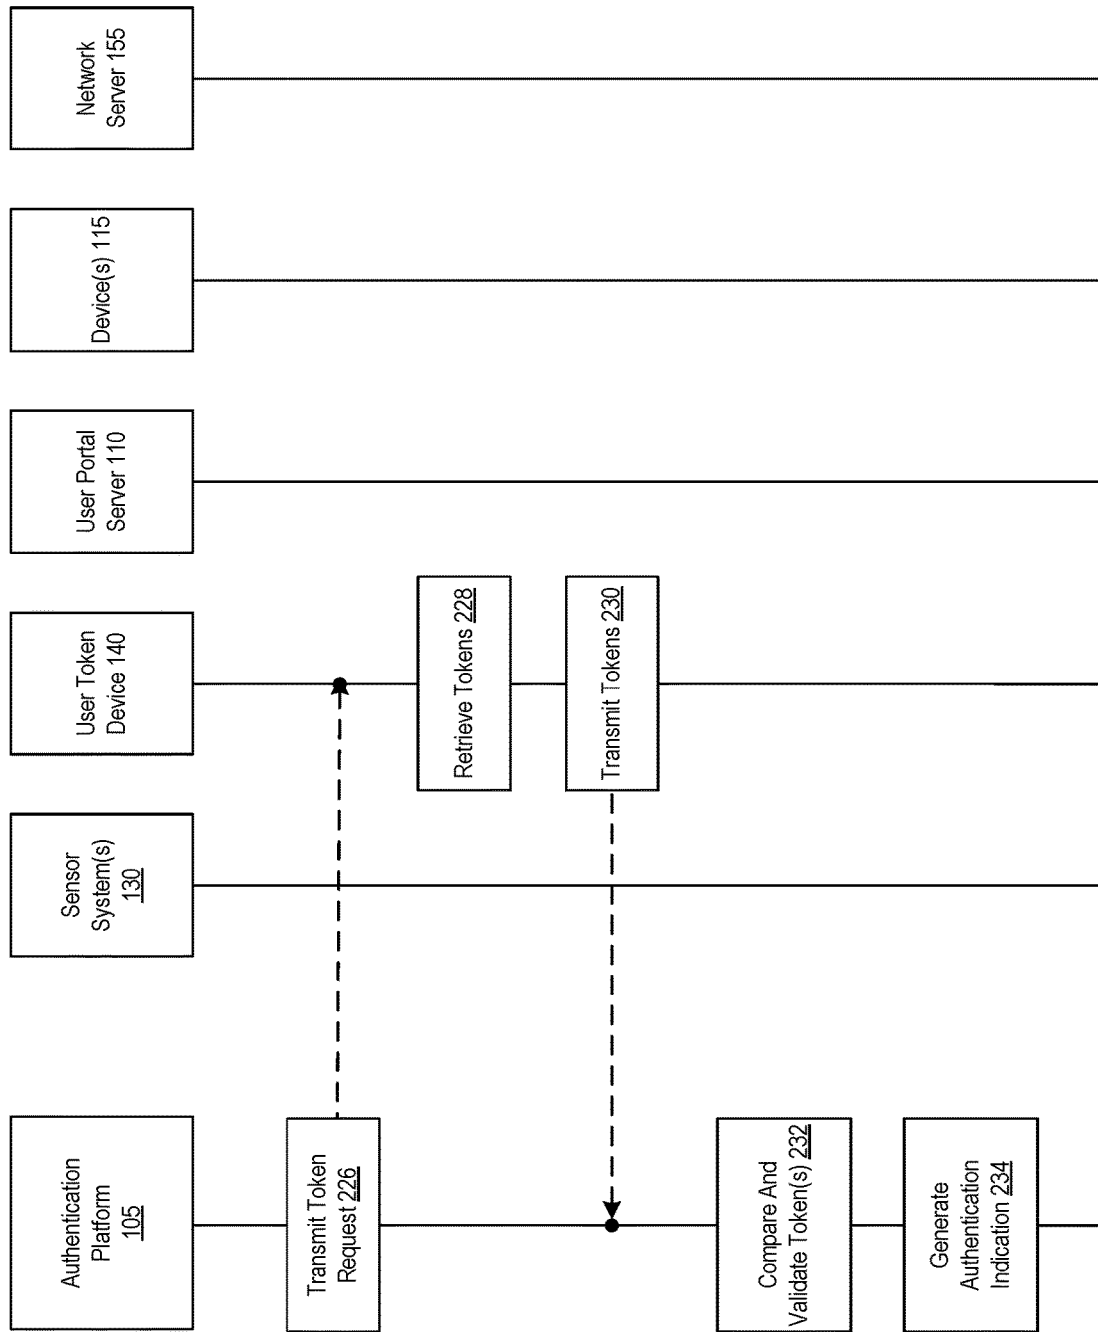 Authentication
Platform
105
Sensor
System(s)
130
User Token
Device 140
User Portal
Server 110
Device(s) 115
Network
Server 155
Transmit Token
Request 226
Retrieve Tokens 228
Transmit Tokens 230
Compare And
Validate Token(s) 232
Generate
Authentication
Indication 234